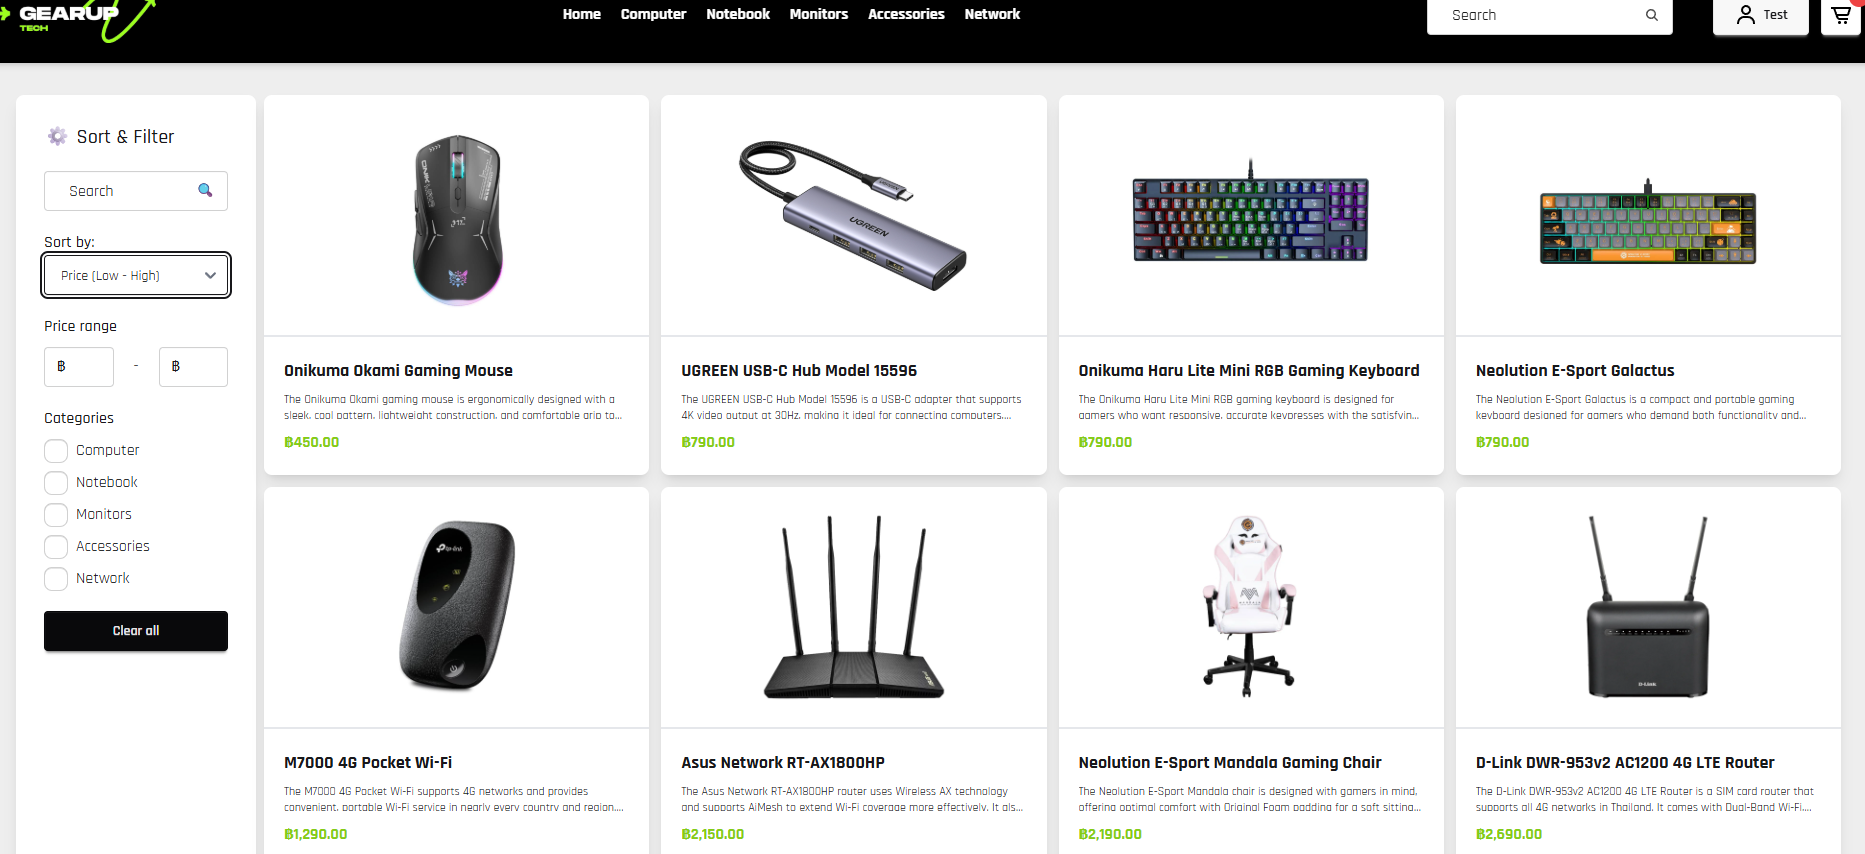 GEARUP
TECH
Home Computer Notebook Monitors Accessories Network
Search
Test
Sort & Filter
Search
Sort by:
Price (Low - High)
Price range
฿ - ฿
Categories
Computer
Notebook
Monitors
Accessories
Network
Clear all
Onikuma Okami Gaming Mouse
The Onikuma Okami gaming mouse is ergonomically designed with a
sleek, cool pattern, lightweight construction, and comfortable grip to...
฿450.00
UGREEN
UGREEN USB-C Hub Model 15596
The UGREEN USB-C Hub Model 15596 is a USB-C adapter that supports
4K video output at 30Hz, making it ideal for connecting computers,...
฿790.00
Onikuma Haru Lite Mini RGB Gaming Keyboard
The Onikuma Haru Lite Mini RGB gaming keyboard is designed for
gamers who want responsive, accurate keypresses with the satisfyin...
฿790.00
Neolution E-Sport Galactus
The Neolution E-Sport Galactus is a compact and portable gaming
keyboard designed for gamers who demand both functionality and...
฿790.00
tp-link
M7000 4G Pocket Wi-Fi
The M7000 4G Pocket Wi-Fi supports 4G networks and provides
convenient, portable Wi-Fi service in nearly every country and region,...
฿1,290.00
Asus Network RT-AX1800HP
The Asus Network RT-AX1800HP router uses Wireless AX technology
and supports AiMesh to extend Wi-Fi coverage more effectively. It als...
฿2,150.00
Neolution E-Sport Mandala Gaming Chair
The Neolution E-Sport Mandala chair is designed with gamers in mind,
offering optimal comfort with Original Foam padding for a soft sitting...
฿2,190.00
D-Link
D-Link DWR-953v2 AC1200 4G LTE Router
The D-Link DWR-953v2 AC1200 4G LTE Router is a SIM card router that
supports all 4G networks in Thailand. It comes with Dual-Band Wi-Fi,...
฿2,690.00